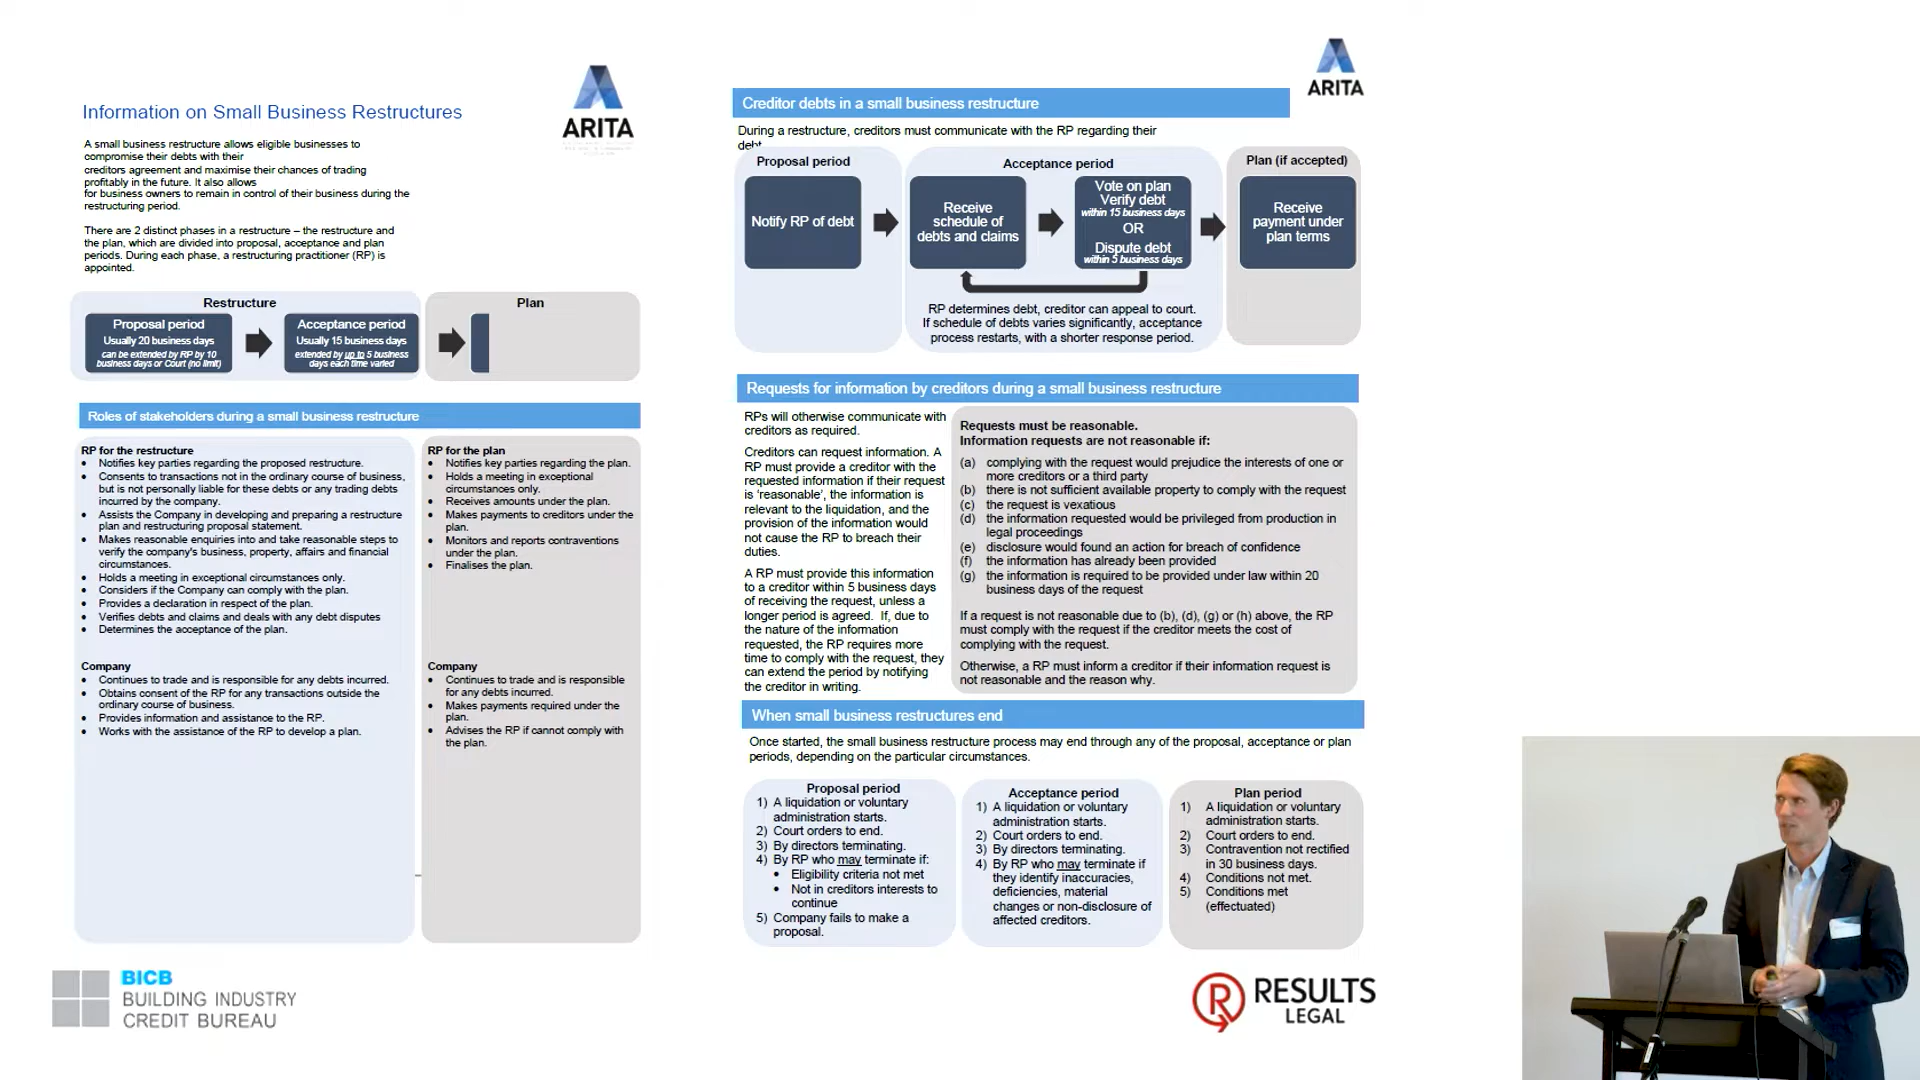 Information on Small Business Restructures
ARITA
A small business restructure allows eligible businesses to
compromise their debts with their
creditors agreement and maximise their chances of trading
profitably in the future. It also allows
for business owners to remain in control of their business during the
restructuring period.
There are 2 distinct phases in a restructure – the restructure and
the plan, which are divided into proposal, acceptance and plan
periods. During each phase, a restructuring practitioner (RP) is
appointed.
Restructure
Proposal period
Usually 20 business days
can be extended by RP by 10
business days or Court (no limit)
Acceptance period
Usually 15 business days
extended by up to 5 business
days each time varied
Plan
Roles of stakeholders during a small business restructure
RP for the restructure
• Notifies key parties regarding the proposed restructure.
• Consents to transactions not in the ordinary course of business,
but is not personally liable for these debts or any trading debts
incurred by the company.
• Assists the Company in developing and preparing a restructure
plan and restructuring proposal statement.
• Makes reasonable enquiries into and take reasonable steps to
verify the company's business, property, affairs and financial
circumstances.
• Holds a meeting in exceptional circumstances only.
• Considers if the Company can comply with the plan.
• Provides a declaration in respect of the plan.
• Verifies debts and claims and deals with any debt disputes
• Determines the acceptance of the plan.
Company
• Continues to trade and is responsible for any debts incurred.
• Obtains consent of the RP for any transactions outside the
ordinary course of business.
• Provides information and assistance to the RP.
• Works with the assistance of the RP to develop a plan.
RP for the plan
• Notifies key parties regarding the plan.
• Holds a meeting in exceptional
circumstances only.
• Receives amounts under the plan.
• Makes payments to creditors under the
plan.
• Monitors and reports contraventions
under the plan.
• Finalises the plan.
Company
• Continues to trade and is responsible
for any debts incurred.
• Makes payments required under the
plan.
• Advises the RP if cannot comply with
the plan.
BICB
BUILDING INDUSTRY
CREDIT BUREAU
ARITA
Creditor debts in a small business restructure
During a restructure, creditors must communicate with the RP regarding their
debt
Proposal period
Notify RP of debt
Acceptance period
Receive
schedule of
debts and claims
Vote on plan
Verify debt
within 15 business days
OR
Dispute debt
within 5 business days
RP determines debt, creditor can appeal to court.
If schedule of debts varies significantly, acceptance
process restarts, with a shorter response period.
Plan (if accepted)
Receive
payment under
plan terms
Requests for information by creditors during a small business restructure
RPs will otherwise communicate with
creditors as required.
Creditors can request information. A
RP must provide a creditor with the
requested information if their request
is 'reasonable', the information is
relevant to the liquidation, and the
provision of the information would
not cause the RP to breach their
duties.
A RP must provide this information
to a creditor within 5 business days
of receiving the request, unless a
longer period is agreed. If, due to
the nature of the information
requested, the RP requires more
time to comply with the request, they
can extend the period by notifying
the creditor in writing.
Requests must be reasonable.
Information requests are not reasonable if:
(a) complying with the request would prejudice the interests of one or
more creditors or a third party
(b) there is not sufficient available property to comply with the request
(c) the request is vexatious
(d) the information requested would be privileged from production in
legal proceedings
(e) disclosure would found an action for breach of confidence
(f) the information has already been provided
(g) the information is required to be provided under law within 20
business days of the request
If a request is not reasonable due to (b), (d), (g) or (h) above, the RP
must comply with the request if the creditor meets the cost of
complying with the request.
Otherwise, a RP must inform a creditor if their information request is
not reasonable and the reason why.
When small business restructures end
Once started, the small business restructure process may end through any of the proposal, acceptance or plan
periods, depending on the particular circumstances.
Proposal period
1) A liquidation or voluntary
administration starts.
2) Court orders to end.
3) By directors terminating.
4) By RP who may terminate if:
• Eligibility criteria not met
• Not in creditors interests to
continue
5) Company fails to make a
proposal.
Acceptance period
1) A liquidation or voluntary
administration starts.
2) Court orders to end.
3) By directors terminating.
4) By RP who may terminate if
they identify inaccuracies,
deficiencies, material
changes or non-disclosure of
affected creditors.
Plan period
1) A liquidation or voluntary
administration starts.
2) Court orders to end.
3) Contravention not rectified
in 30 business days.
4) Conditions not met.
5) Conditions met
(effectuated)
RESULTS
LEGAL